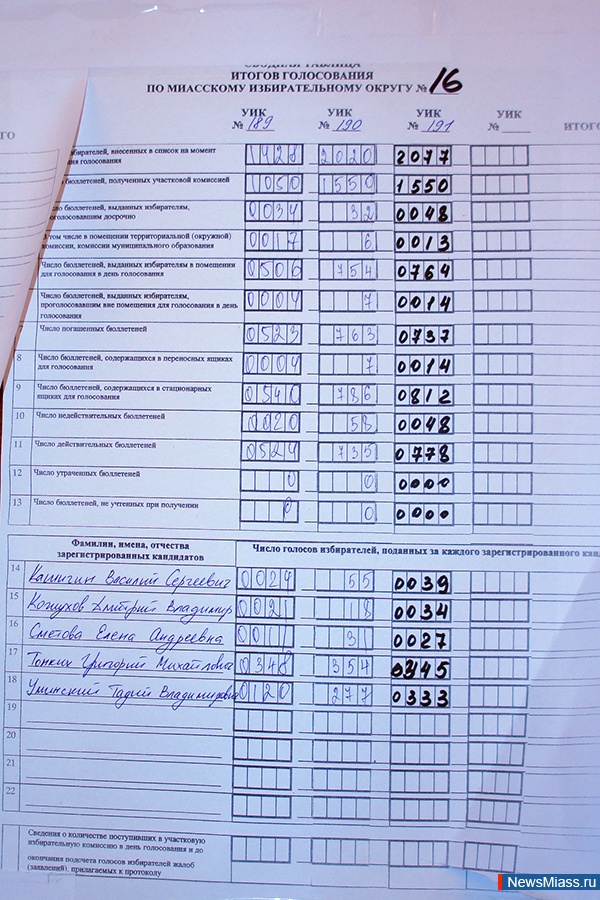 СВОДНАЯ ТАБЛИЦА
ИТОГОВ ГОЛОСОВАНИЯ
ПО МИАССКОМУ ИЗБИРАТЕЛЬНОМУ ОКРУГУ № 16
УИК УИК УИК УИК
№ 189 № 190 № 191 №
ИТОГО
избирателей, внесенных в список на момент
голосования
1428 2020 2077
бюллетеней, полученных участковой комиссией
1050 1550 1550
бюллетеней, выданных избирателям,
проголосовавшим досрочно
0034 32 0048
в том числе в помещении территориальной (окружной)
комиссии, комиссии муниципального образования
0017 6 0013
Число бюллетеней, выданных избирателям в помещении
для голосования в день голосования
0506 754 0764
Число бюллетеней, выданных избирателям,
проголосовавшим вне помещения для голосования в день
голосования
0004 7 0014
7 Число погашенных бюллетеней
0523 763 0737
8 Число бюллетеней, содержащихся в переносных ящиках
для голосования
0004 7 0014
9 Число бюллетеней, содержащихся в стационарных
ящиках для голосования
0540 786 0812
10 Число недействительных бюллетеней
0020 58 0048
11 Число действительных бюллетеней
0524 735 0778
12 Число утраченных бюллетеней
0 0 0000
13 Число бюллетеней, не учтенных при получении
0 0 0000
Фамилии, имена, отчества
зарегистрированных кандидатов
Число голосов избирателей, поданных за каждого зарегистрированного
14 Василий Сергеевич 0024 55 0039
15 Кожухов Дмитрий Владимир 0021 18 0034
16 Сметова Елена Андреевна 0011 31 0027
17 Тонких Григорий Михайлович 0348 354 0345
18 Уминский Тадий Владимирович 0120 277 0333
19
20
21
22
Сведения о количестве поступивших в участковую
избирательную комиссию в день голосования и до
окончания подсчета голосов избирателей жалоб
(заявлений), прилагаемых к протоколу
NewsMiass.ru